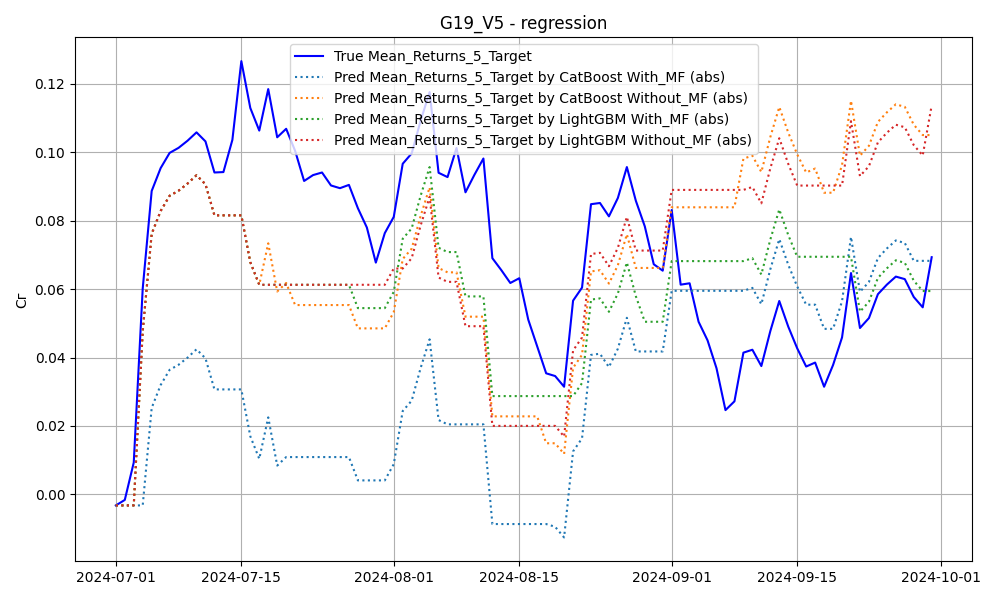 G19_V5 - regression
True Mean_Returns_5_Target
Pred Mean_Returns_5_Target by CatBoost With_MF (abs)
Pred Mean_Returns_5_Target by CatBoost Without_MF (abs)
Pred Mean_Returns_5_Target by LightGBM With_MF (abs)
Pred Mean_Returns_5_Target by LightGBM Without_MF (abs)
0.12
0.10
0.08
0.06
0.04
0.02
0.00
Cr
2024-07-01 2024-07-15 2024-08-01 2024-08-15 2024-09-01 2024-09-15 2024-10-01